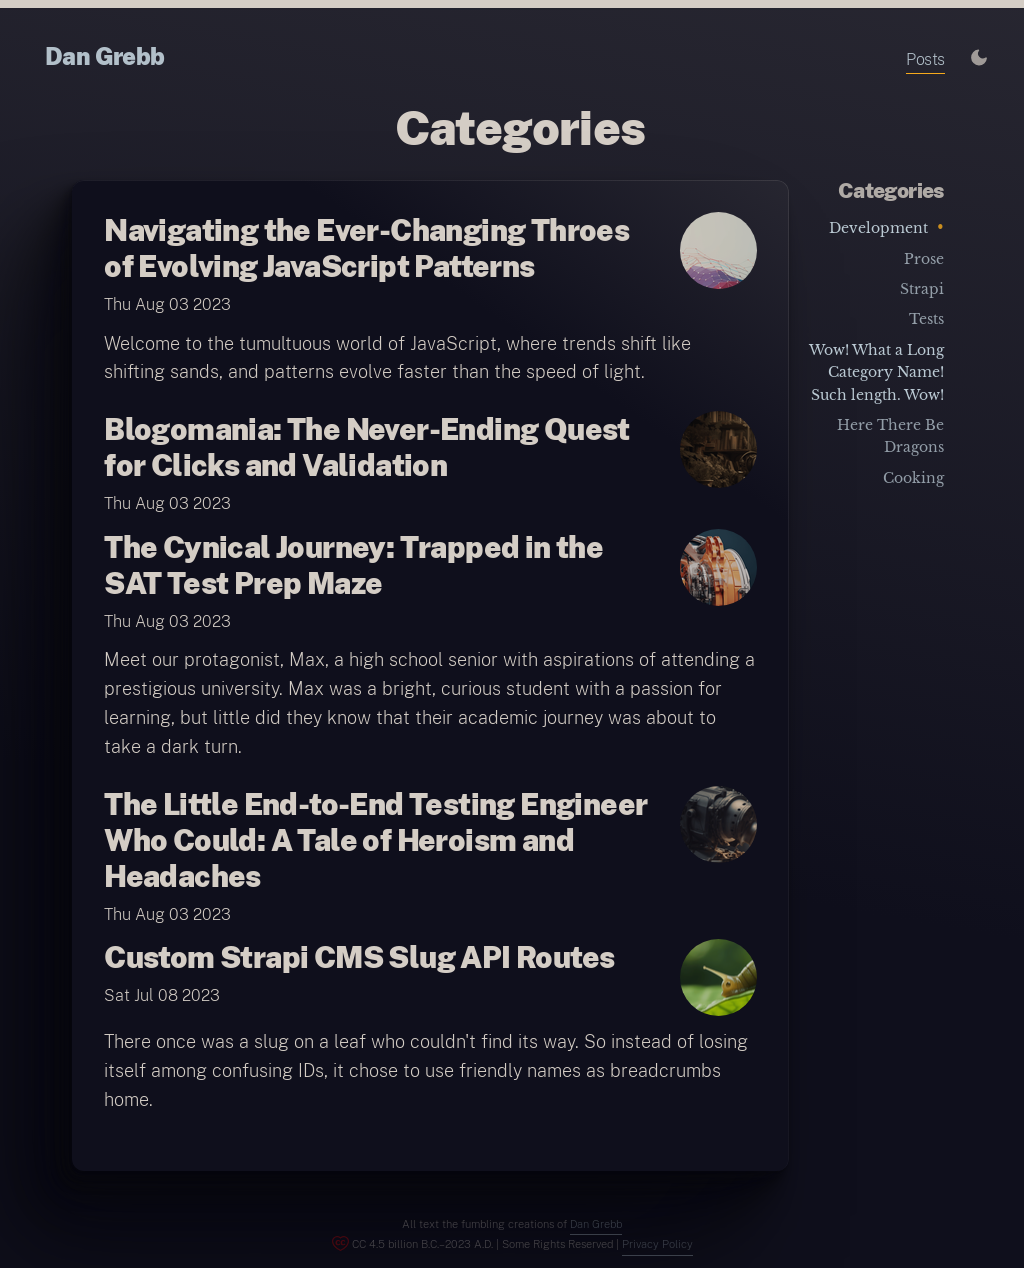 Dan Grebb
Posts
Categories
Navigating the Ever-Changing Throes
of Evolving JavaScript Patterns
Thu Aug 03 2023
Welcome to the tumultuous world of JavaScript, where trends shift like
shifting sands, and patterns evolve faster than the speed of light.
Blogomania: The Never-Ending Quest
for Clicks and Validation
Thu Aug 03 2023
The Cynical Journey: Trapped in the
SAT Test Prep Maze
Thu Aug 03 2023
Meet our protagonist, Max, a high school senior with aspirations of attending a
prestigious university. Max was a bright, curious student with a passion for
learning, but little did they know that their academic journey was about to
take a dark turn.
The Little End-to-End Testing Engineer
Who Could: A Tale of Heroism and
Headaches
Thu Aug 03 2023
Custom Strapi CMS Slug API Routes
Sat Jul 08 2023
There once was a slug on a leaf who couldn't find its way. So instead of losing
itself among confusing IDs, it chose to use friendly names as breadcrumbs
home.
Categories
Development •
Prose
Strapi
Tests
Wow! What a Long
Category Name!
Such length. Wow!
Here There Be
Dragons
Cooking
All text the fumbling creations of Dan Grebb
CC 4.5 billion B.C.–2023 A.D. | Some Rights Reserved | Privacy Policy